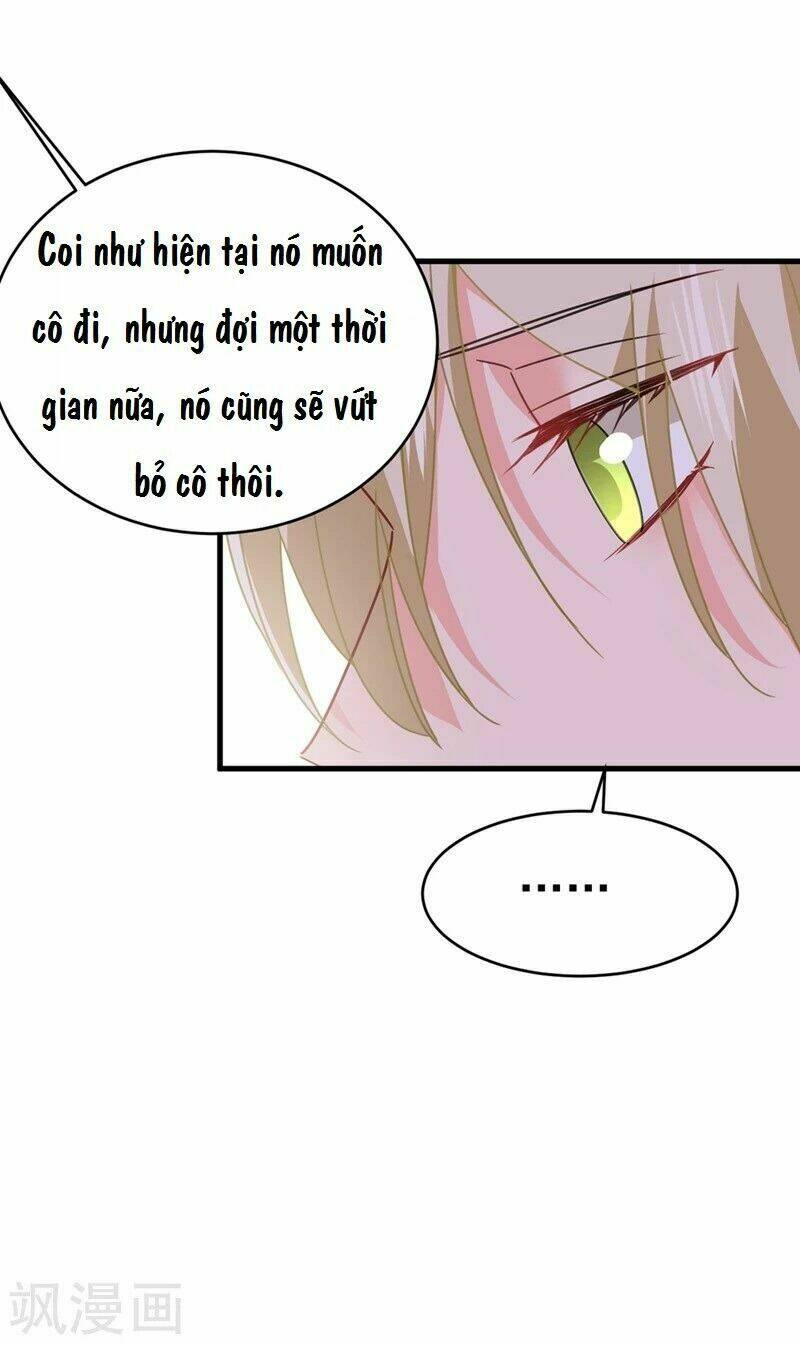 Coi như hiện tại nó muốn
cô đi, nhưng đợi một thời
gian nữa, nó cũng sẽ vứt
bỏ cô thôi.
......
飒漫画